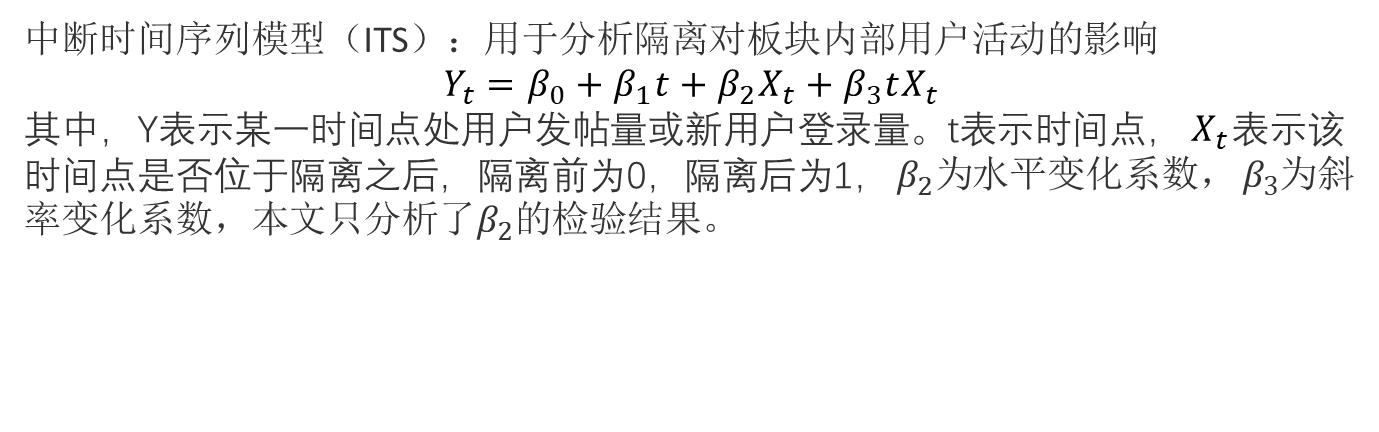 中断时间序列模型（ITS）：用于分析隔离对板块内部用户活动的影响
Yₜ = β₀ + β₁t + β₂Xₜ + β₃tXₜ
其中，Y表示某一时间点处用户发帖量或新用户登录量。t表示时间点， Xₜ表示该
时间点是否位于隔离之后，隔离前为0，隔离后为1，β₂为水平变化系数，β₃为斜
率变化系数，本文只分析了β₂的检验结果。